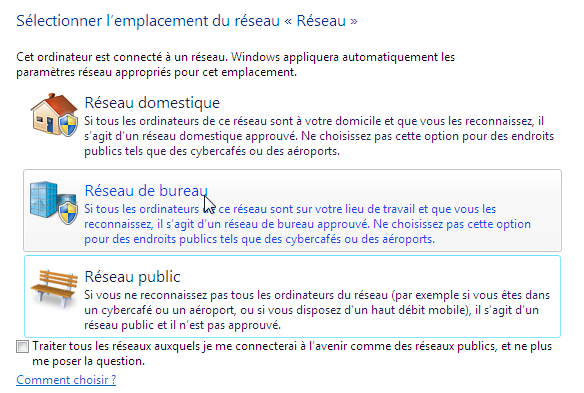 Sélectionner l’emplacement du réseau « Réseau »
Cet ordinateur est connecté à un réseau. Windows appliquera automatiquement les
paramètres réseau appropriés pour cet emplacement.
Réseau domestique
Si tous les ordinateurs de ce réseau sont à votre domicile et que vous les reconnaissez, il
s’agit d’un réseau domestique approuvé. Ne choisissez pas cette option pour des endroits
publics tels que des cybercafés ou des aéroports.
Réseau de bureau
Si tous les ordinateurs de ce réseau sont sur votre lieu de travail et que vous les
reconnaissez, il s’agit d’un réseau de bureau approuvé. Ne choisissez pas cette option
pour des endroits publics tels que des cybercafés ou des aéroports.
Réseau public
Si vous ne reconnaissez pas tous les ordinateurs du réseau (par exemple si vous êtes dans
un cybercafé ou un aéroport, ou si vous disposez d’un haut débit mobile), il s’agit d’un
réseau public et il n’est pas approuvé.
Traiter tous les réseaux auxquels je me connecterai à l’avenir comme des réseaux publics, et ne plus
me poser la question.
Comment choisir ?